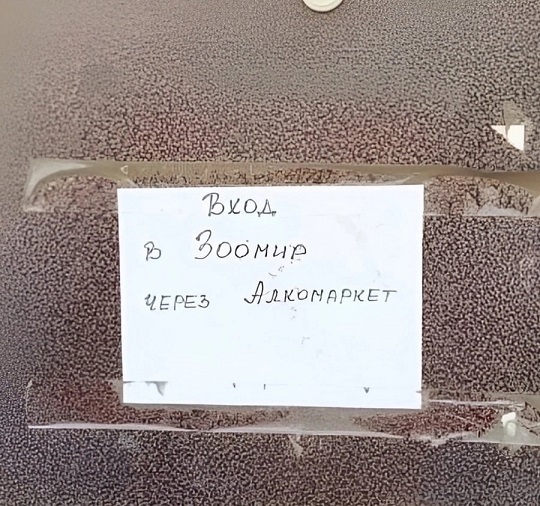 Вход
в Зоомир
через Алкомаркет